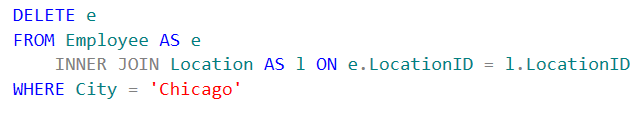 DELETE e
FROM Employee AS e
INNER JOIN Location AS l ON e.LocationID = l.LocationID
WHERE City = 'Chicago'